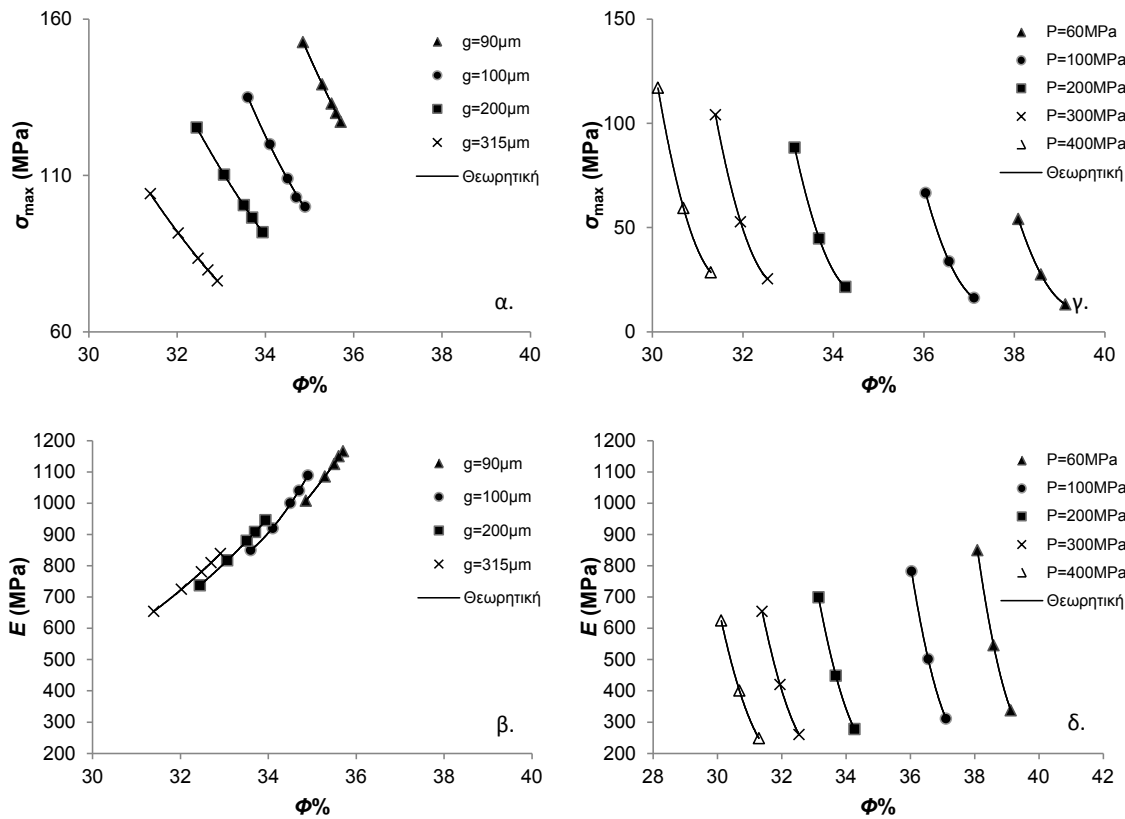 160
110
60
σmax (MPa)
30 32 34 36 38 40
Φ%
g=90μm
g=100μm
g=200μm
g=315μm
Θεωρητική
α.
150
100
50
0
σmax (MPa)
30 32 34 36 38 40
Φ%
P=60MPa
P=100MPa
P=200MPa
P=300MPa
P=400MPa
Θεωρητική
γ.
1200
1100
1000
900
800
700
600
500
400
300
200
E (MPa)
30 32 34 36 38 40
Φ%
g=90μm
g=100μm
g=200μm
g=315μm
Θεωρητική
β.
1200
1100
1000
900
800
700
600
500
400
300
200
E (MPa)
28 30 32 34 36 38 40 42
Φ%
P=60MPa
P=100MPa
P=200MPa
P=300MPa
P=400MPa
Θεωρητική
δ.